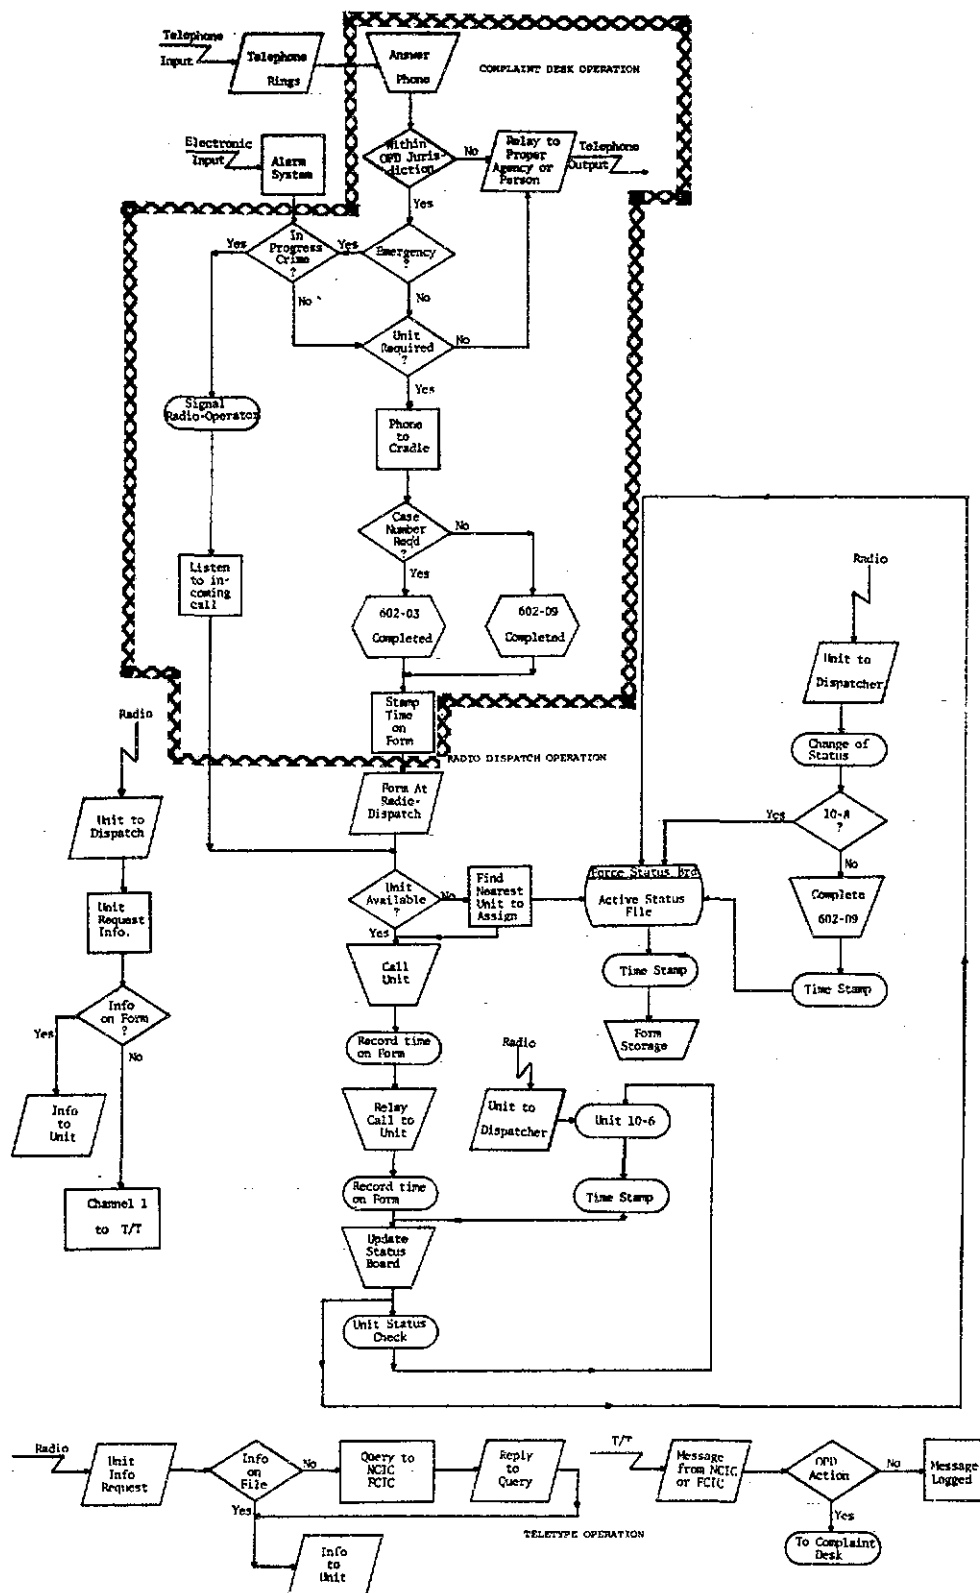 Telephone
Input
Telephone
Rings
Answer
Phone
COMPLAINT DESK OPERATION
Electronic
Input
Alarm
System
Within
OPD Juris-
diction
No
Relay to
Proper
Agency or
Person
Telephone
Output
Yes
Yes
In
Progress
Crime
?
Yes
Emergency
?
No
No
Unit
Required
?
No
Yes
Signal
Radio-Operator
Phone
to
Cradle
Case
Number
Req'd
?
No
Yes
Listen
to in-
coming
call
602-03
Completed
602-09
Completed
Stamp
Time
on
Form
RADIO DISPATCH OPERATION
Radio
Unit to
Dispatcher
Change of
Status
10-8
?
Yes
No
Complete
602-09
Time Stamp
Radio
Unit to
Dispatch
Unit
Request
Info.
Info
on Form
?
Yes
No
Info
to
Unit
Channel 1
to T/T
Form At
Radio-
Dispatch
Unit
Available
?
No
Find
Nearest
Unit to
Assign
Yes
Force Status Brd
Active Status
File
Time Stamp
Form
Storage
Call
Unit
Record time
on Form
Relay
Call to
Unit
Record time
on Form
Update
Status
Board
Unit Status
Check
Radio
Unit to
Dispatcher
Unit 10-6
Time Stamp
Radio
Unit
Info
Request
Info
on
File
No
Query to
NCIC
FCIC
Reply
to
Query
Yes
Info
to
Unit
TELETYPE OPERATION
T/T
Message
from NCIC
or FCIC
OPD
Action
No
Message
Logged
Yes
To Complaint
Desk